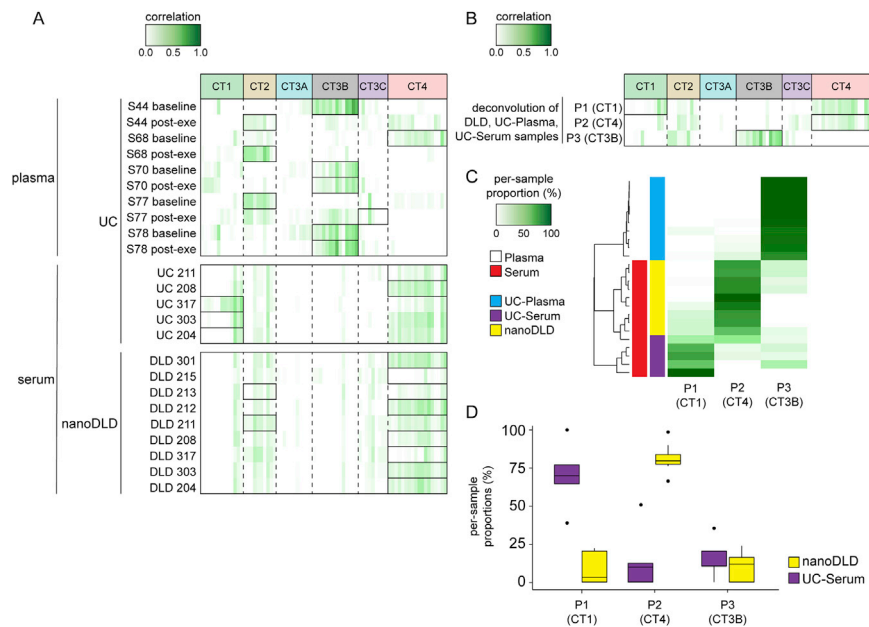 A
correlation
0.0 0.5 1.0
CT1 CT2 CT3A CT3B CT3C CT4
plasma
UC
S44 baseline
S44 post-exe
S68 baseline
S68 post-exe
S70 baseline
S70 post-exe
S77 baseline
S77 post-exe
S78 baseline
S78 post-exe
UC 211
UC 208
UC 317
UC 303
UC 204
serum
nanoDLD
DLD 301
DLD 215
DLD 213
DLD 212
DLD 211
DLD 208
DLD 317
DLD 303
DLD 204
B
correlation
0.0 0.5 1.0
CT1 CT2 CT3A CT3B CT3C CT4
deconvolution of
DLD, UC-Plasma,
UC-Serum samples
P1 (CT1)
P2 (CT4)
P3 (CT3B)
C
per-sample
proportion (%)
0 50 100
Plasma
Serum
UC-Plasma
UC-Serum
nanoDLD
P1 P2 P3
(CT1) (CT4) (CT3B)
D
per-sample
proportions (%)
100
75
50
25
0
P1 P2 P3
(CT1) (CT4) (CT3B)
nanoDLD
UC-Serum